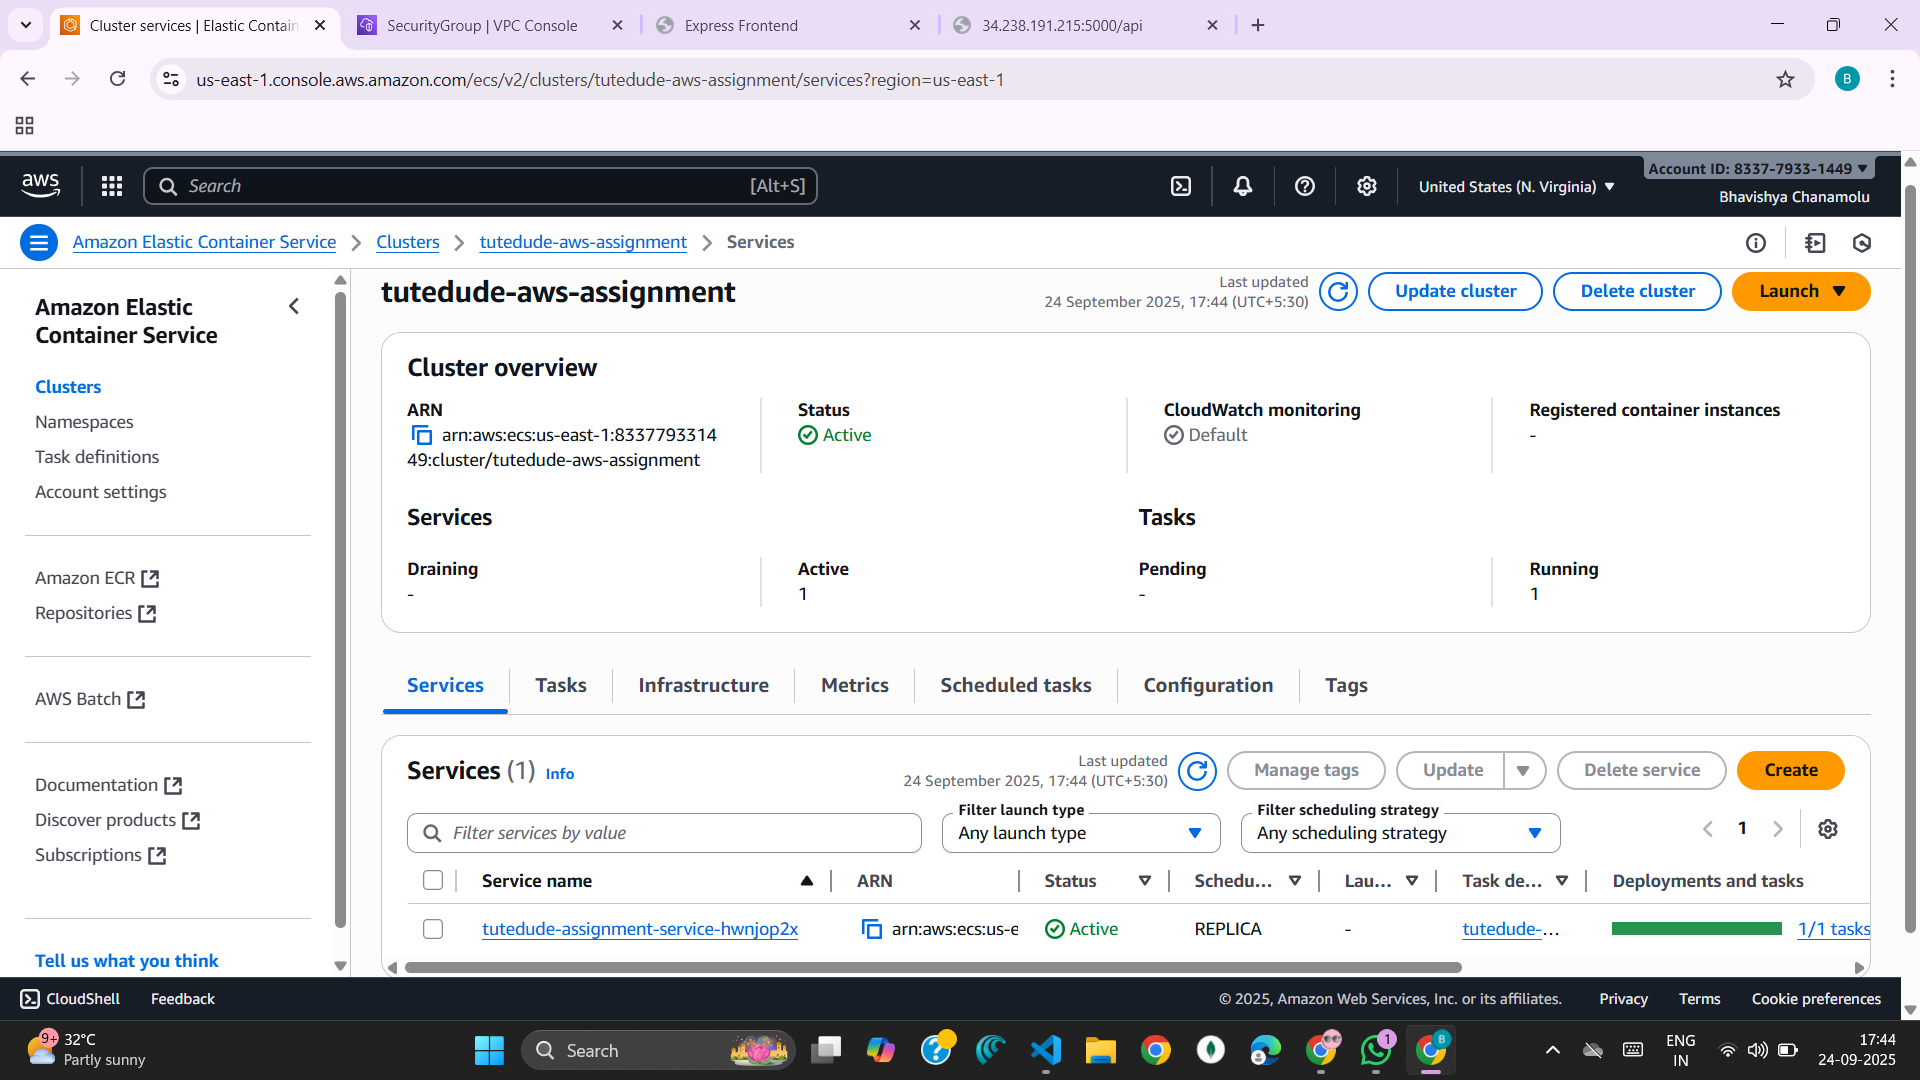 Cluster services | Elastic Contain
SecurityGroup | VPC Console
Express Frontend
34.238.191.215:5000/api
us-east-1.console.aws.amazon.com/ecs/v2/clusters/tutedude-aws-assignment/services?region=us-east-1
B
aws
Search
[Alt+S]
United States (N. Virginia)
Account ID: 8337-7933-1449
Bhavishya Chanamolu
Amazon Elastic Container Service
Clusters
tutedude-aws-assignment
Services
Amazon Elastic
Container Service
Clusters
Namespaces
Task definitions
Account settings
Amazon ECR
Repositories
AWS Batch
Documentation
Discover products
Subscriptions
Tell us what you think
tutedude-aws-assignment
Last updated
24 September 2025, 17:44 (UTC+5:30)
Update cluster
Delete cluster
Launch
Cluster overview
ARN
arn:aws:ecs:us-east-1:8337793314
49:cluster/tutedude-aws-assignment
Status
Active
CloudWatch monitoring
Default
Registered container instances
-
Services
Tasks
Draining
-
Active
1
Pending
-
Running
1
Services
Tasks
Infrastructure
Metrics
Scheduled tasks
Configuration
Tags
Services (1) Info
Last updated
24 September 2025, 17:44 (UTC+5:30)
Manage tags
Update
Delete service
Create
Filter services by value
Filter launch type
Any launch type
Filter scheduling strategy
Any scheduling strategy
1
Service name
ARN
Status
Schedu...
Lau...
Task de...
Deployments and tasks
tutedude-assignment-service-hwnjop2x
arn:aws:ecs:us-e
Active
REPLICA
-
tutedude-...
1/1 tasks
CloudShell
Feedback
© 2025, Amazon Web Services, Inc. or its affiliates.
Privacy
Terms
Cookie preferences
9+
32°C
Partly sunny
Search
1
B
ENG
IN
17:44
24-09-2025